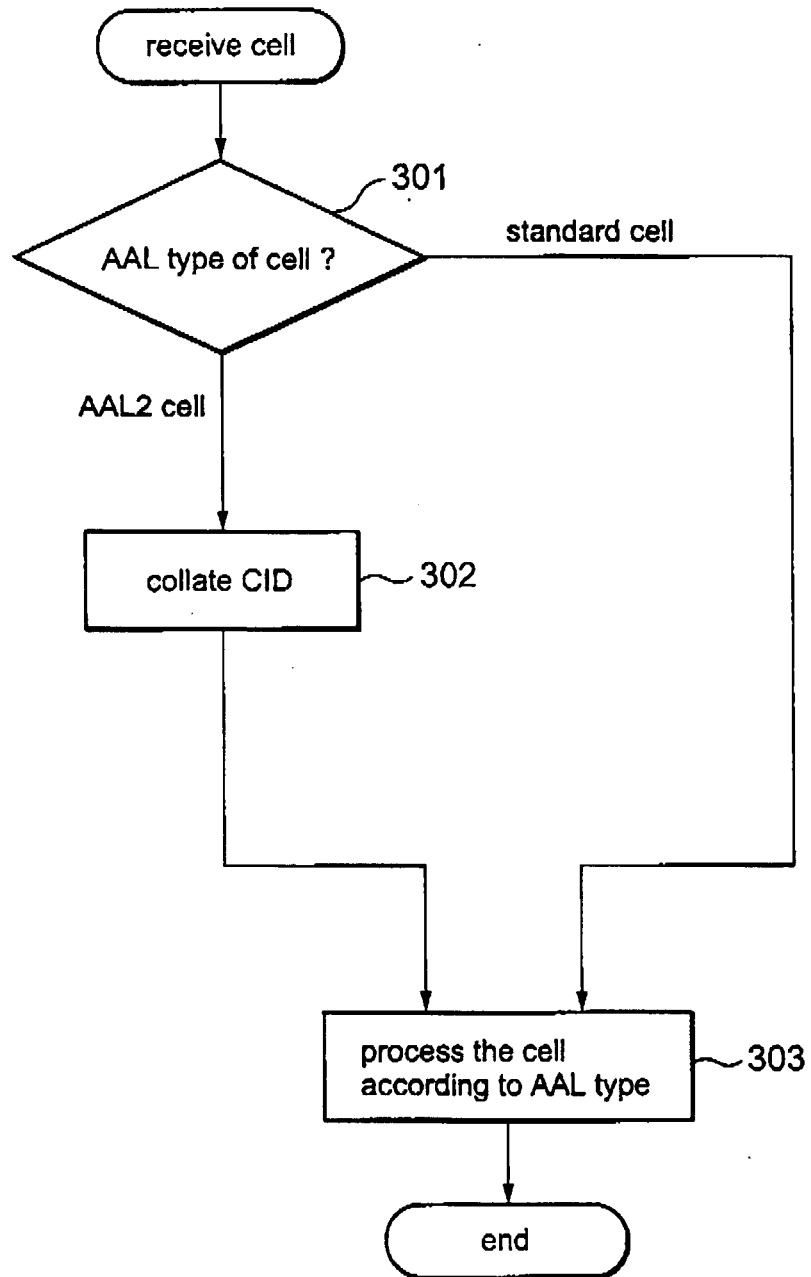 receive cell
301
AAL type of cell ?
standard cell
AAL2 cell
collate CID
302
process the cell
according to AAL type
303
end